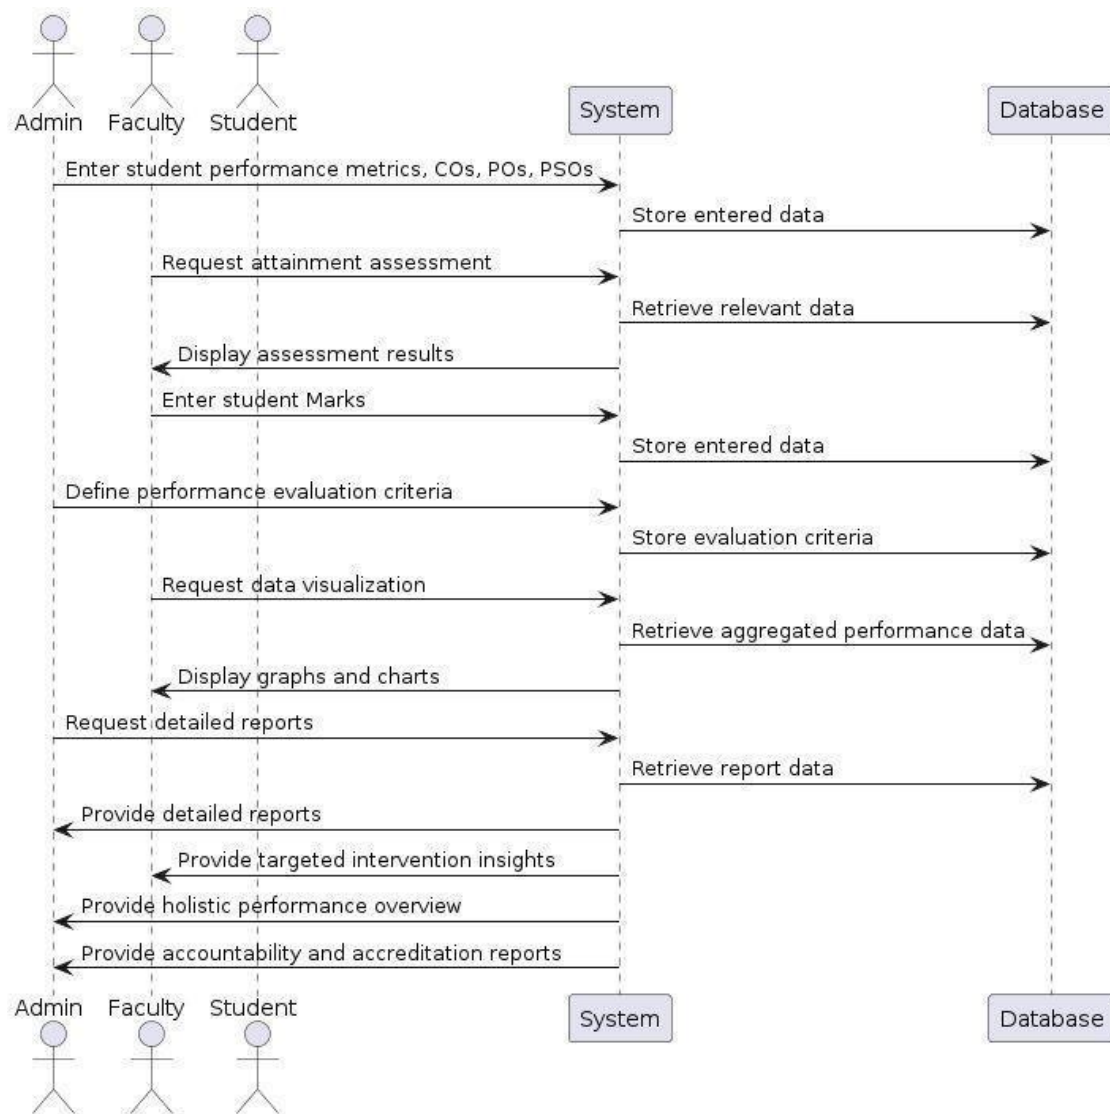 Admin
Faculty
Student
System
Database
Enter student performance metrics, COs, POs, PSOs
Store entered data
Request attainment assessment
Retrieve relevant data
Display assessment results
Enter student Marks
Store entered data
Define performance evaluation criteria
Store evaluation criteria
Request data visualization
Retrieve aggregated performance data
Display graphs and charts
Request detailed reports
Retrieve report data
Provide detailed reports
Provide targeted intervention insights
Provide holistic performance overview
Provide accountability and accreditation reports
Admin
Faculty
Student
System
Database